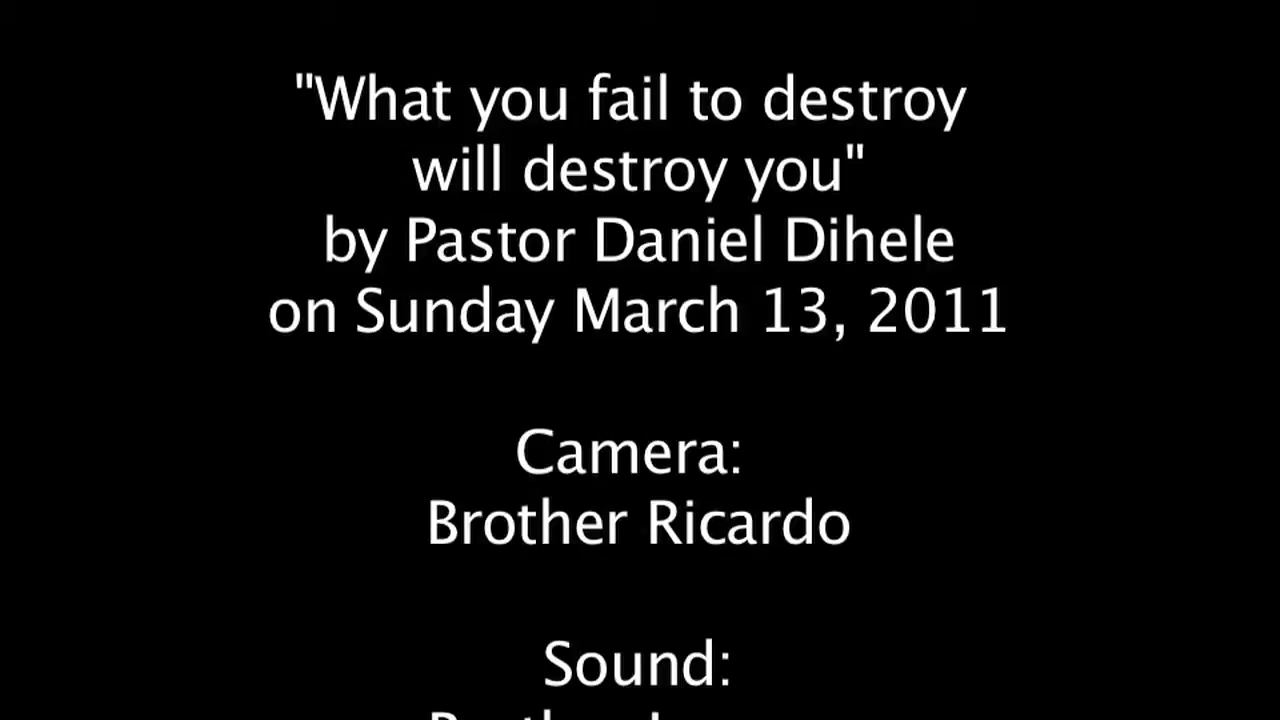 "What you fail to destroy
will destroy you"
by Pastor Daniel Dihele
on Sunday March 13, 2011
Camera:
Brother Ricardo
Sound: